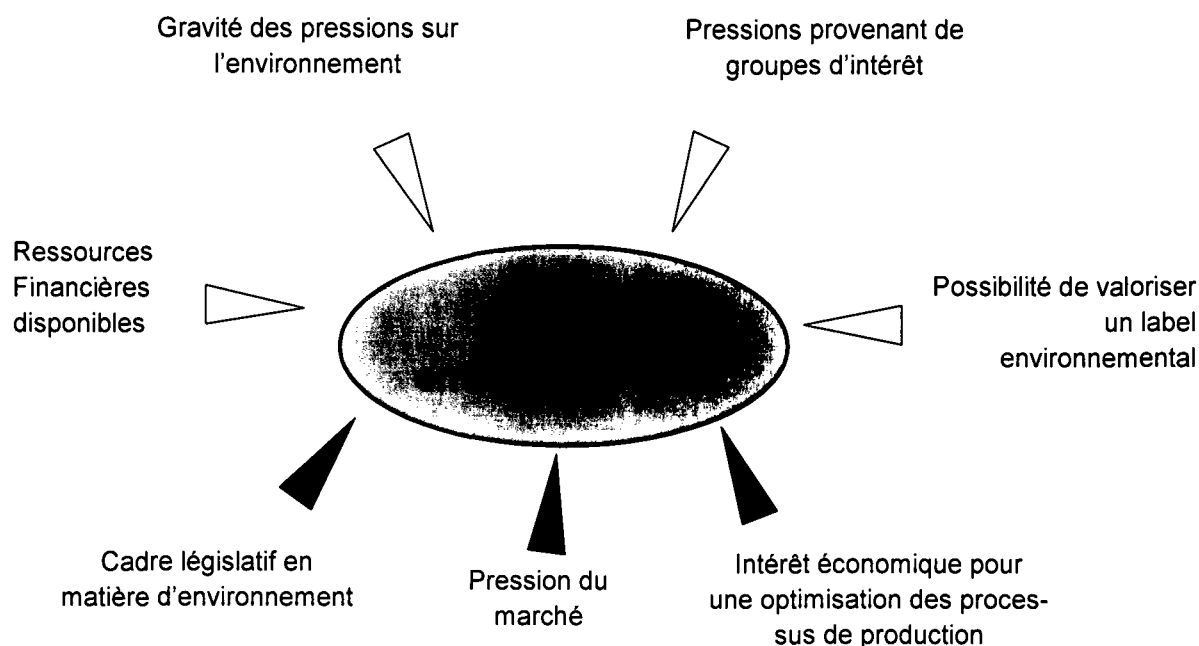 Gravité des pressions sur
l'environnement
Pressions provenant de
groupes d'intérêt
Ressources
Financières
disponibles
Possibilité de valoriser
un label
environnemental
Cadre législatif en
matière d'environnement
Pression du
marché
Intérêt économique pour
une optimisation des proces-
sus de production